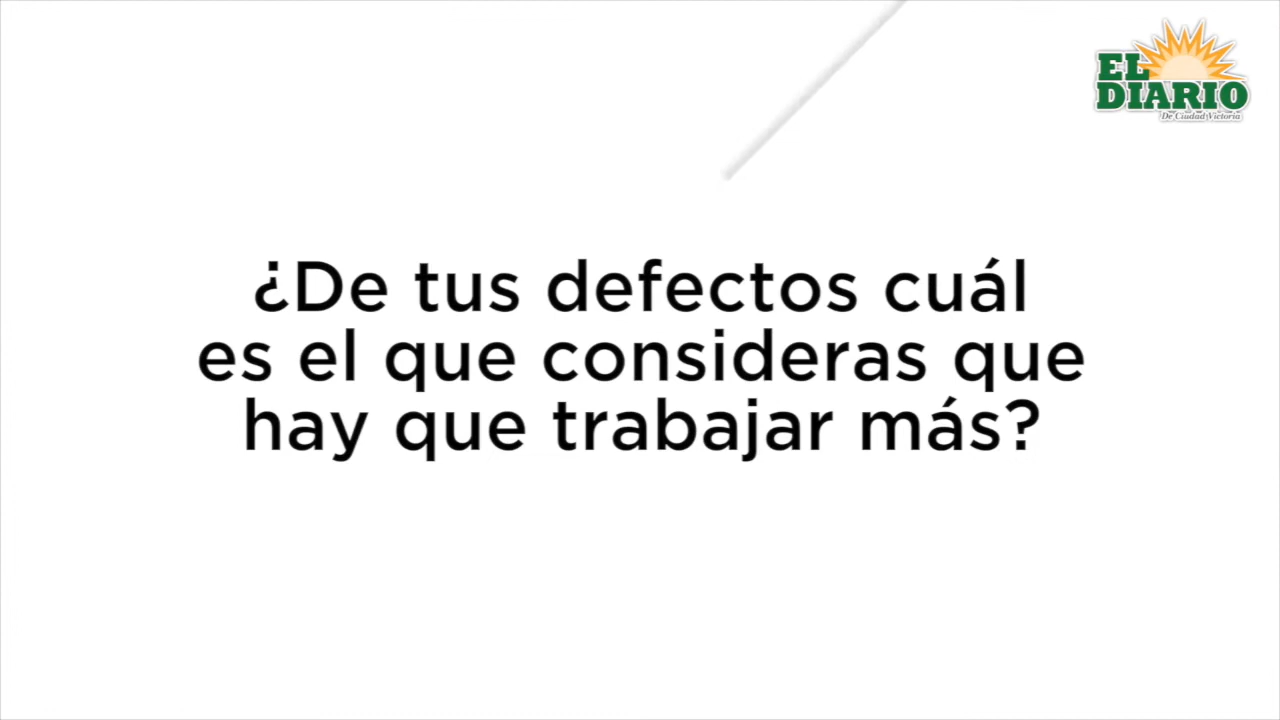 EL
DIARIO
De Ciudad Victoria
¿De tus defectos cuál
es el que consideras que
hay que trabajar más?